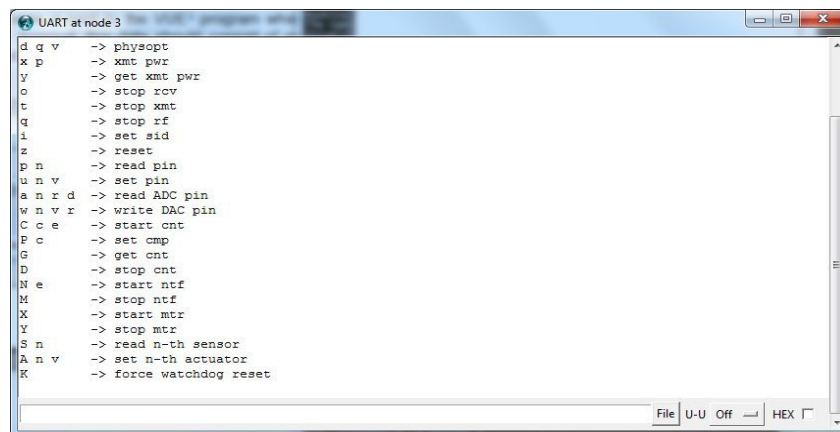 UART at node 3
d q v -> physopt
x p -> xmt pwr
y -> get xmt pwr
o -> stop rcv
t -> stop xmt
q -> stop rf
i -> set sid
z -> reset
p n -> read pin
u n v -> set pin
a n r d -> read ADC pin
w n v r -> write DAC pin
C c e -> start cnt
P c -> set cmp
G -> get cnt
D -> stop cnt
N e -> start ntf
M -> stop ntf
X -> start mtr
Y -> stop mtr
S n -> read n-th sensor
A n v -> set n-th actuator
K -> force watchdog reset
File U-U Off HEX